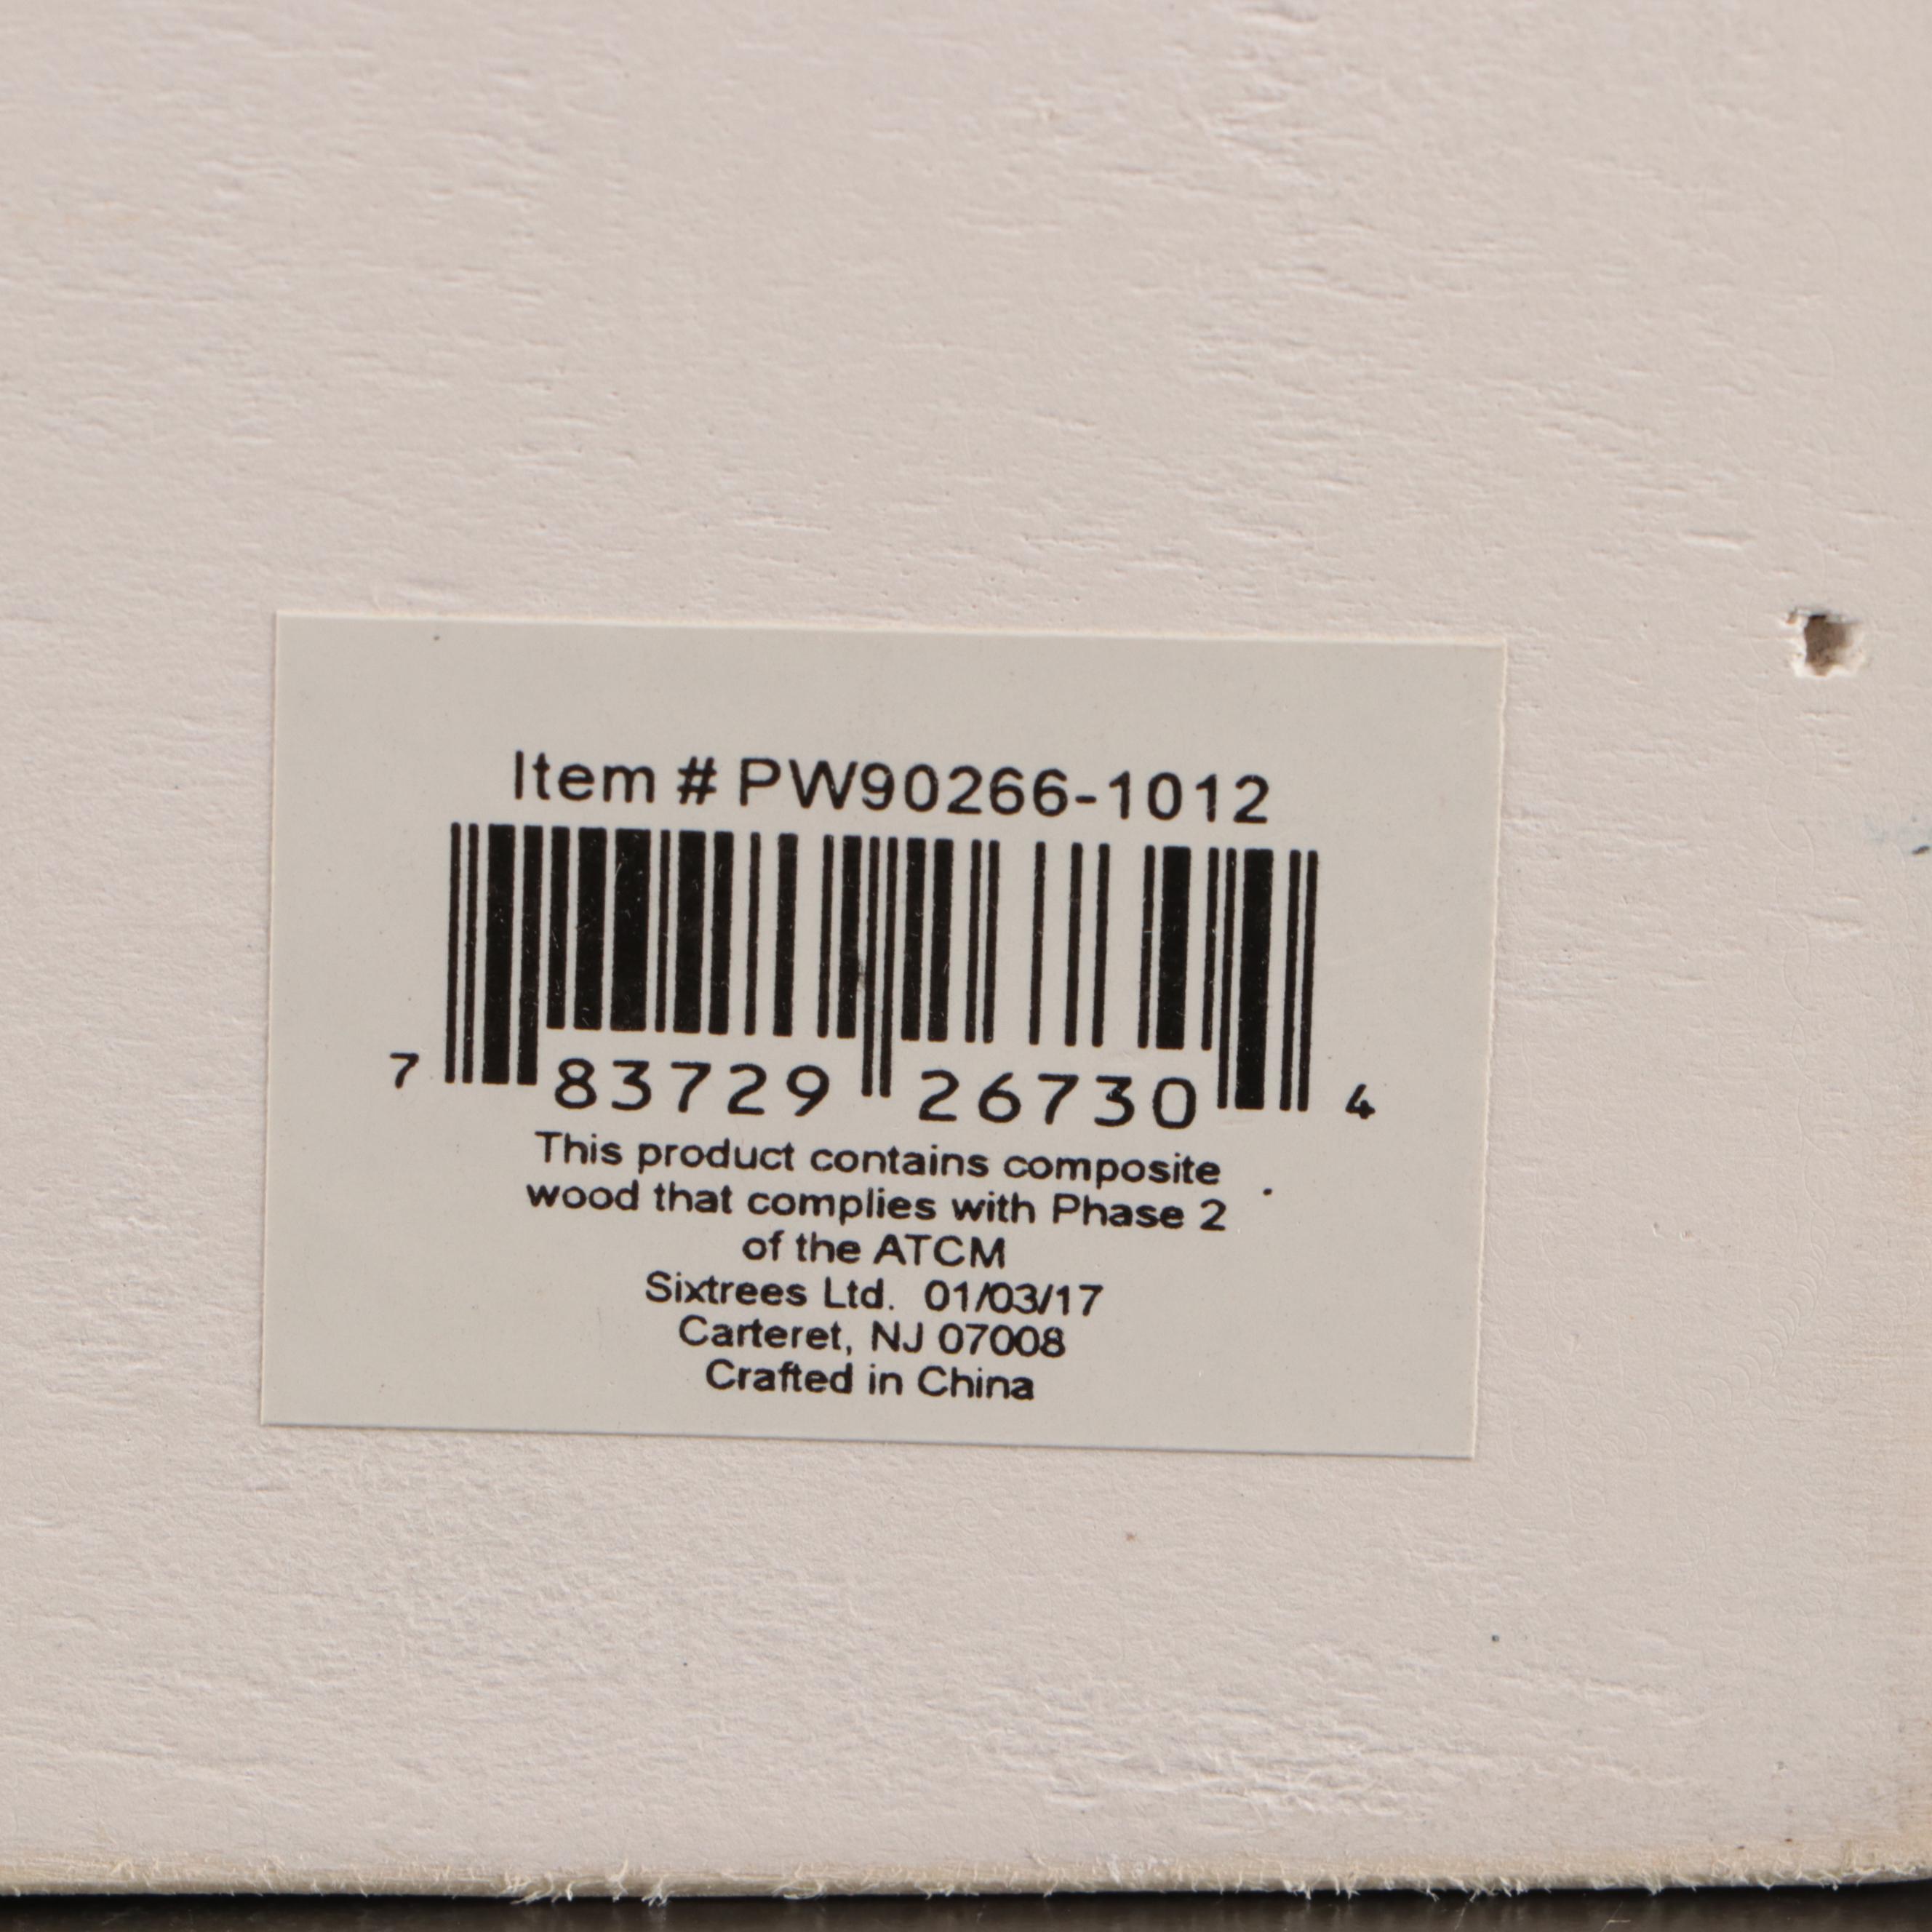 Item # PW90266-1012
7 83729 26730 4
This product contains composite
wood that complies with Phase 2
of the ATCM
Sixtrees Ltd. 01/03/17
Carteret, NJ 07008
Crafted in China